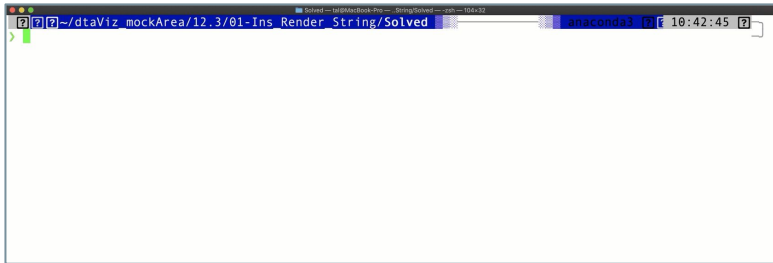 Solved — tal@MacBook-Pro — ..String/Solved — -zsh — 104×32
? ? ? ~/dtaViz_mockArea/12.3/01-Ins_Render_String/Solved anaconda3 ? ? 10:42:45 ?
❯